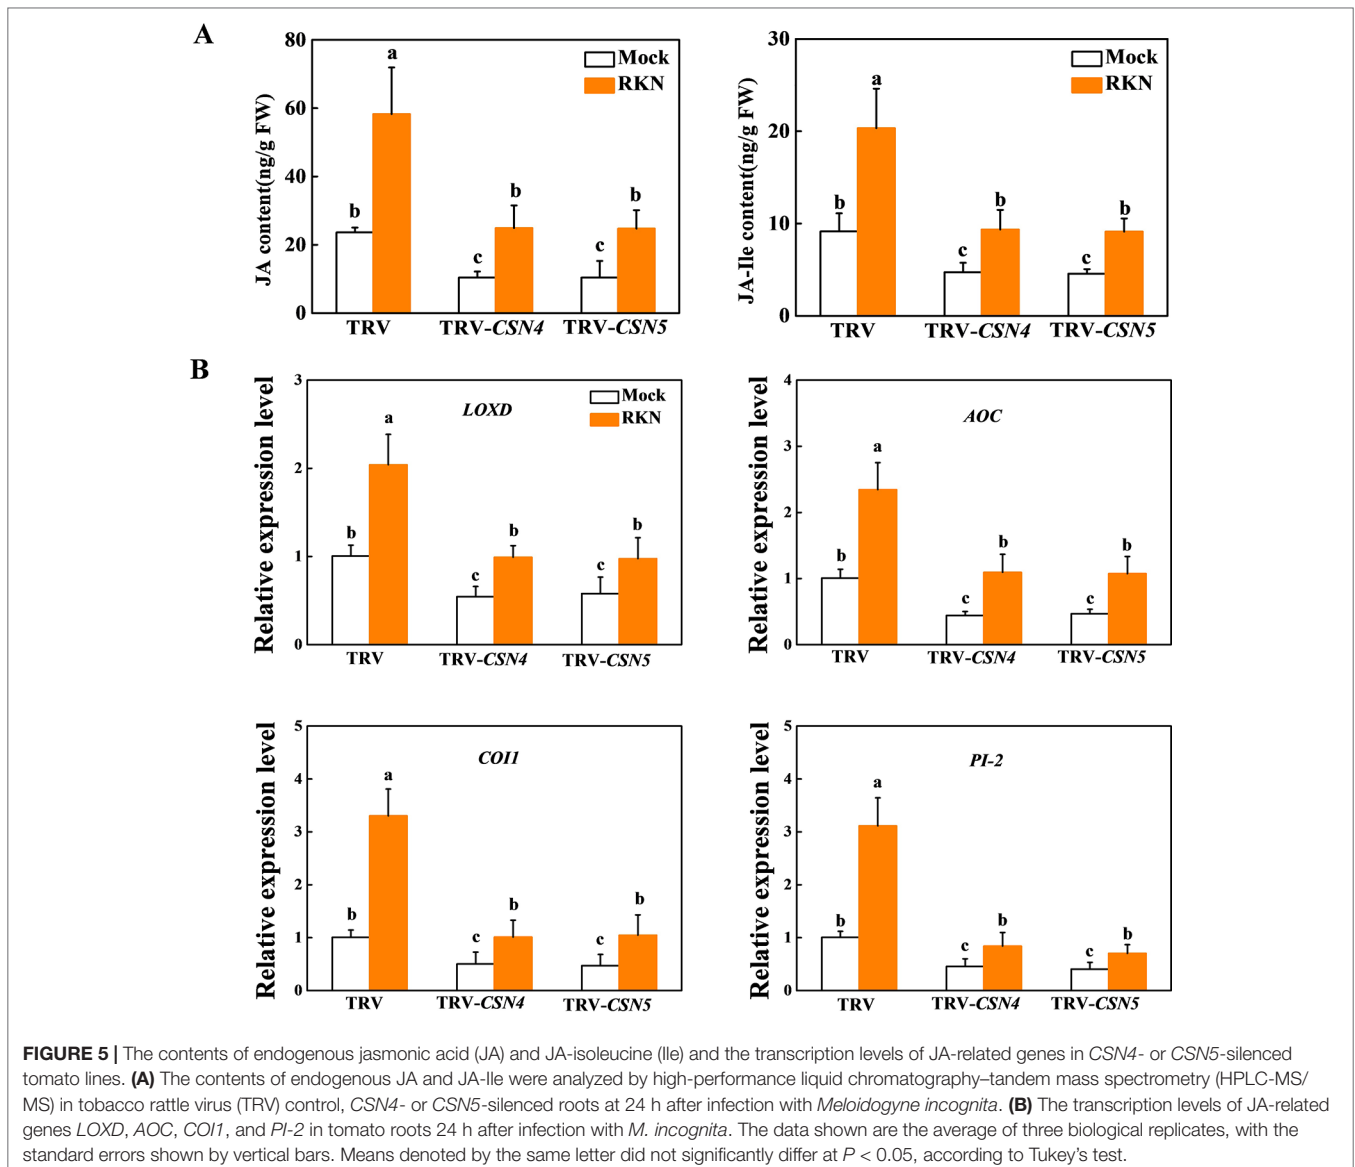 A
80
60
40
20
0
JA content(ng/g FW)
Mock
RKN
b
a
c
b
c
b
TRV
TRV-CSN4
TRV-CSN5
30
20
10
0
JA-Ile content(ng/g FW)
Mock
RKN
b
a
c
b
c
b
TRV
TRV-CSN4
TRV-CSN5
B
3
2
1
0
Relative expression level
LOXD
Mock
RKN
b
a
c
b
c
b
TRV
TRV-CSN4
TRV-CSN5
4
3
2
1
0
Relative expression level
AOC
b
a
c
b
c
b
TRV
TRV-CSN4
TRV-CSN5
5
4
3
2
1
0
Relative expression level
COI1
b
a
c
b
c
b
TRV
TRV-CSN4
TRV-CSN5
5
4
3
2
1
0
Relative expression level
PI-2
b
a
c
b
c
b
TRV
TRV-CSN4
TRV-CSN5
FIGURE 5 | The contents of endogenous jasmonic acid (JA) and JA-isoleucine (Ile) and the transcription levels of JA-related genes in CSN4- or CSN5-silenced
tomato lines. (A) The contents of endogenous JA and JA-Ile were analyzed by high-performance liquid chromatography–tandem mass spectrometry (HPLC-MS/
MS) in tobacco rattle virus (TRV) control, CSN4- or CSN5-silenced roots at 24 h after infection with Meloidogyne incognita. (B) The transcription levels of JA-related
genes LOXD, AOC, COI1, and PI-2 in tomato roots 24 h after infection with M. incognita. The data shown are the average of three biological replicates, with the
standard errors shown by vertical bars. Means denoted by the same letter did not significantly differ at P < 0.05, according to Tukey's test.